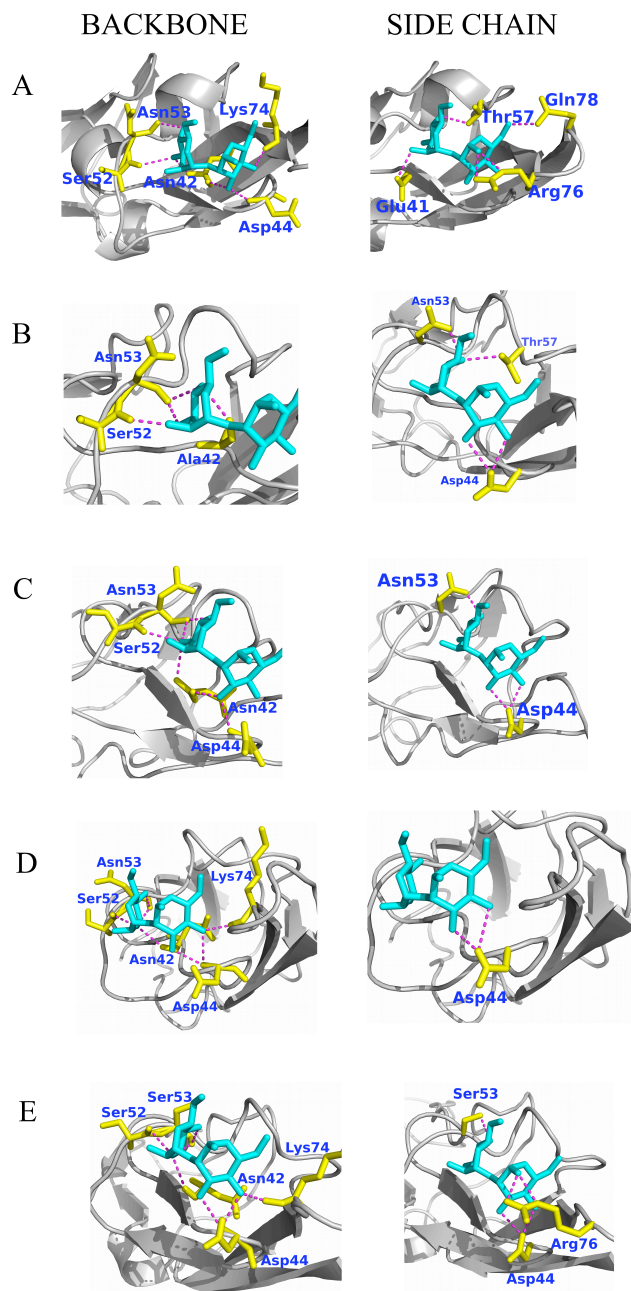 BACKBONE SIDE CHAIN
A
Asn53 Lys74
Ser52 Asn42
Asp44
Thr57 Gln78
Glu41 Arg76
B
Asn53
Ser52
Ala42
Asn53
Thr57
Asp44
C
Asn53
Ser52
Asn42
Asp44
Asn53
Asp44
D
Asn53
Ser52 Lys74
Asn42
Asp44
Asp44
E
Ser53
Ser52
Lys74
Asn42
Asp44
Ser53
Arg76
Asp44